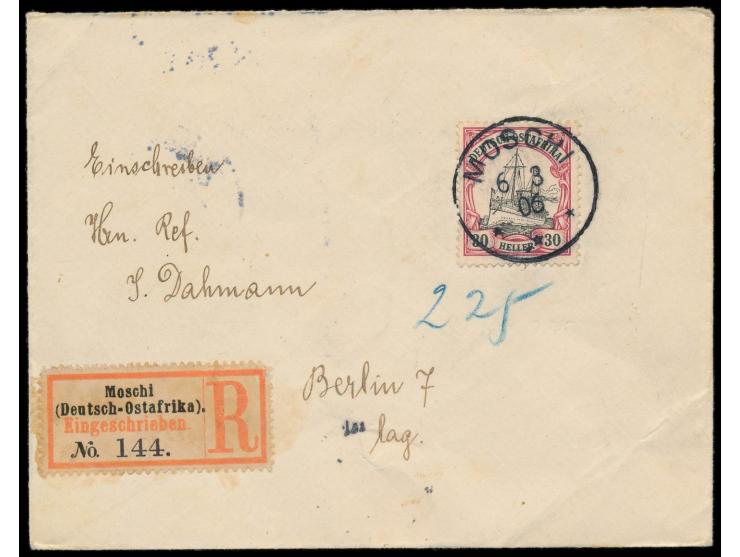 Einschreiben
Hrn. Ref.
J. Dahmann
Berlin 7
lag.
225
DEUTSCH-OSTAFRIKA
30 HELLER 30
MOSCHI
6 3
06
Moschi
(Deutsch-Ostafrika).
Eingeschrieben.
No. 144.
R